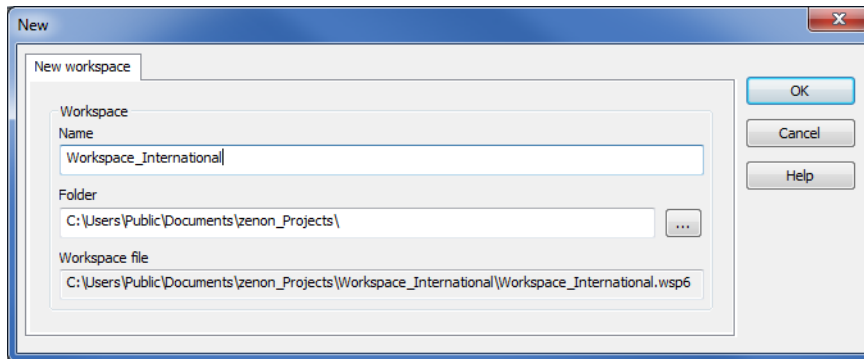 New
New workspace
Workspace
Name
Workspace_International
Folder
C:\Users\Public\Documents\zenon_Projects\
...
Workspace file
C:\Users\Public\Documents\zenon_Projects\Workspace_International\Workspace_International.wsp6
OK
Cancel
Help